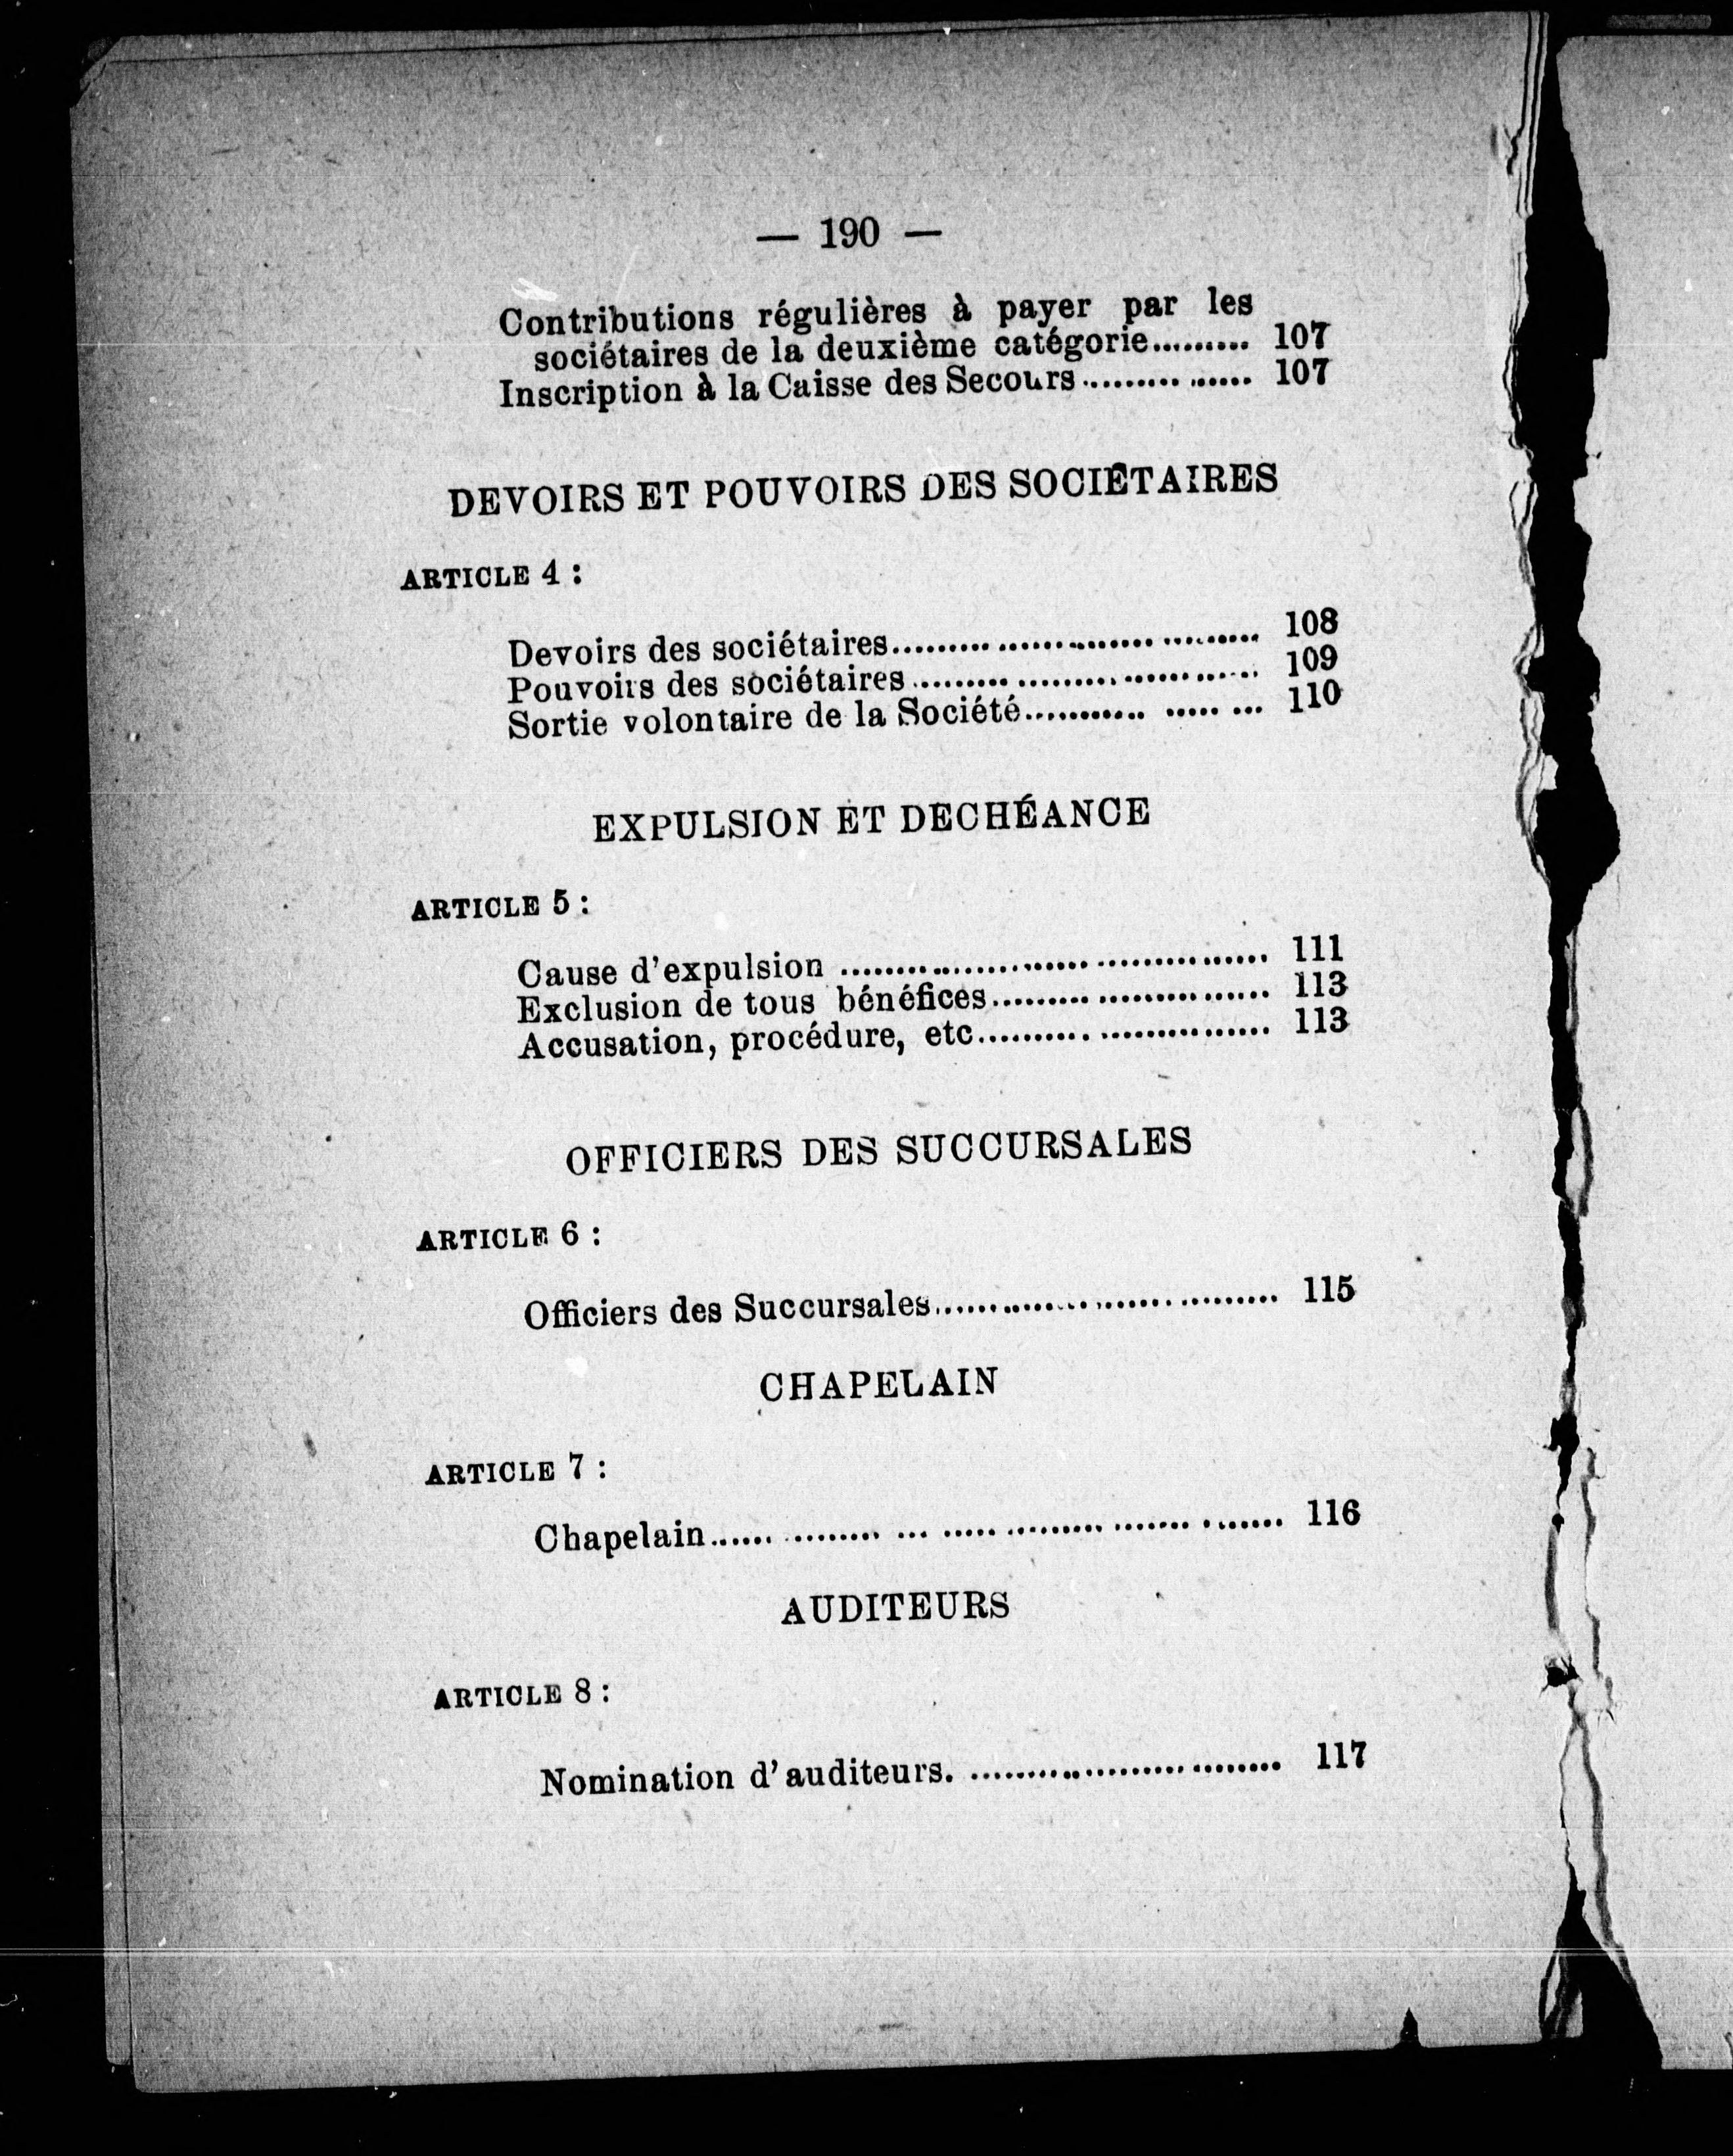 — 190 —
Contributions régulières à payer par les
sociétaires de la deuxième catégorie......... 107
Inscription à la Caisse des Secours ......... ...... 107
DEVOIRS ET POUVOIRS DES SOCIÉTAIRES
ARTICLE 4 :
Devoirs des sociétaires......... .............. ......... 108
Pouvoirs des sociétaires ......... ......... ............. 109
Sortie volontaire de la Société........... ..... ... 110
EXPULSION ET DECHÉANCE
ARTICLE 5 :
Cause d'expulsion ...................... ............... 111
Exclusion de tous bénéfices......... ............... 113
Accusation, procédure, etc.......... ............... 113
OFFICIERS DES SUCCURSALES
ARTICLE 6 :
Officiers des Succursales............... ....... ......... 115
CHAPELAIN
ARTICLE 7 :
Chapelain...... ........ ... ..... ......... ....... ....... 116
AUDITEURS
ARTICLE 8 :
Nomination d'auditeurs. ............................ 117